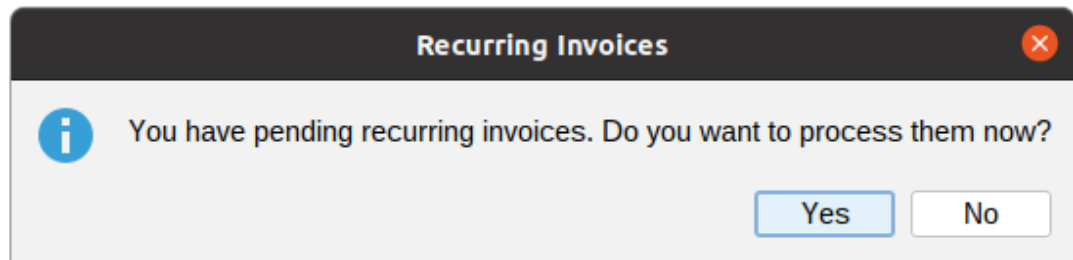 Recurring Invoices
You have pending recurring invoices. Do you want to process them now?
Yes No